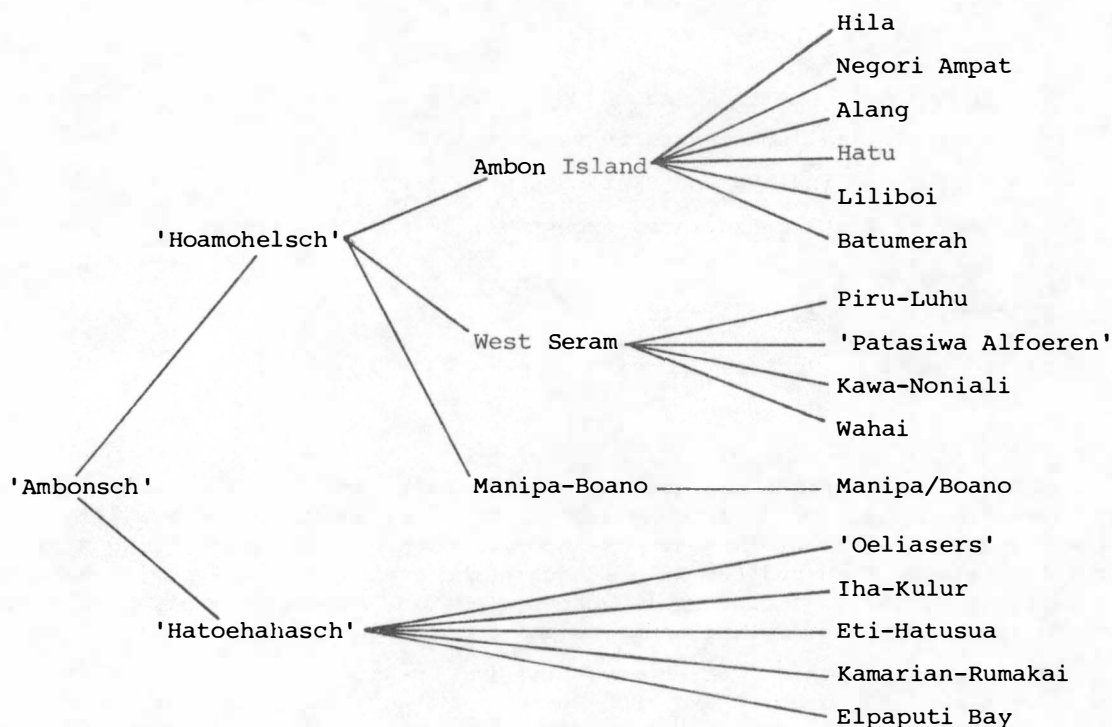 Hila
Negori Ampat
Alang
Ambon Island
Hatu
Liliboi
Batumerah
'Hoamohelsch'
Piru-Luhu
West Seram
'Patasiwa Alfoeren'
Kawa-Noniali
Wahai
'Ambonsch'
Manipa-Boano
Manipa/Boano
'Oeliasers'
Iha-Kulur
'Hatoehahasch'
Eti-Hatusua
Kamarian-Rumakai
Elpaputi Bay